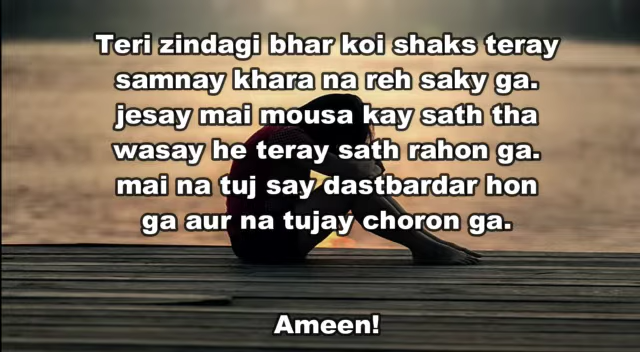 Teri zindagi bhar koi shaks teray
samnay khara na reh saky ga.
jesay mai mousa kay sath tha
wasay he teray sath rahon ga.
mai na tuj say dastbardar hon
ga aur na tujay choron ga.
Ameen!